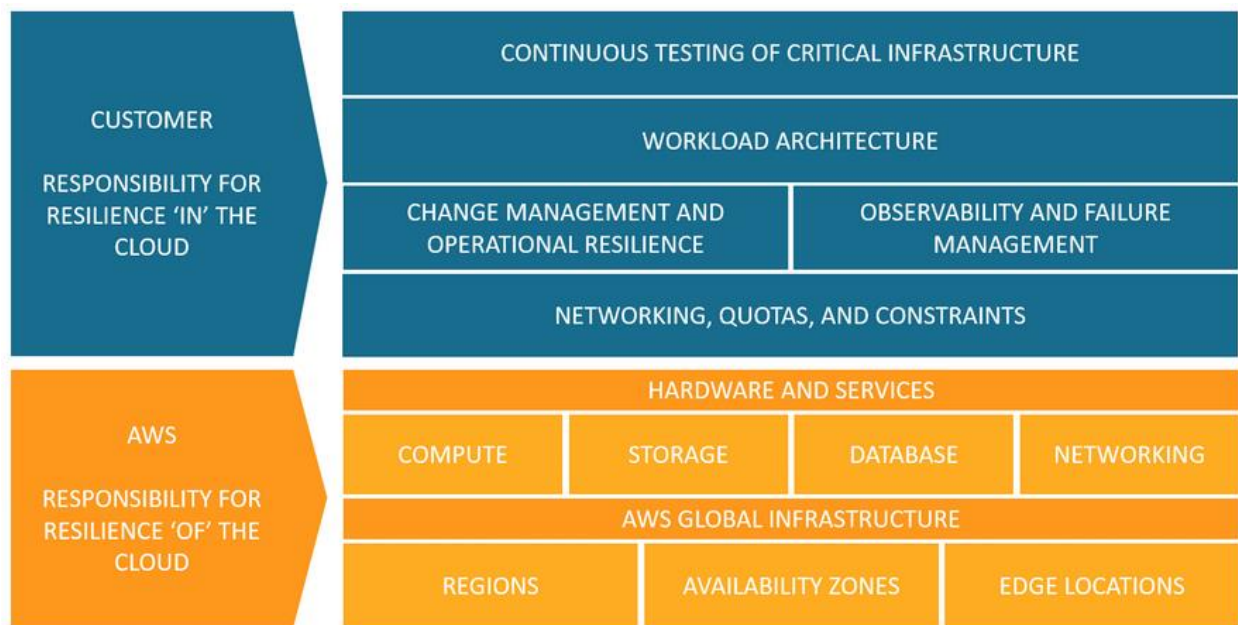 CUSTOMER
RESPONSIBILITY FOR
RESILIENCE ‘IN’ THE
CLOUD
CONTINUOUS TESTING OF CRITICAL INFRASTRUCTURE
WORKLOAD ARCHITECTURE
CHANGE MANAGEMENT AND
OPERATIONAL RESILIENCE
OBSERVABILITY AND FAILURE
MANAGEMENT
NETWORKING, QUOTAS, AND CONSTRAINTS
AWS
RESPONSIBILITY FOR
RESILIENCE ‘OF’ THE
CLOUD
HARDWARE AND SERVICES
COMPUTE
STORAGE
DATABASE
NETWORKING
AWS GLOBAL INFRASTRUCTURE
REGIONS
AVAILABILITY ZONES
EDGE LOCATIONS